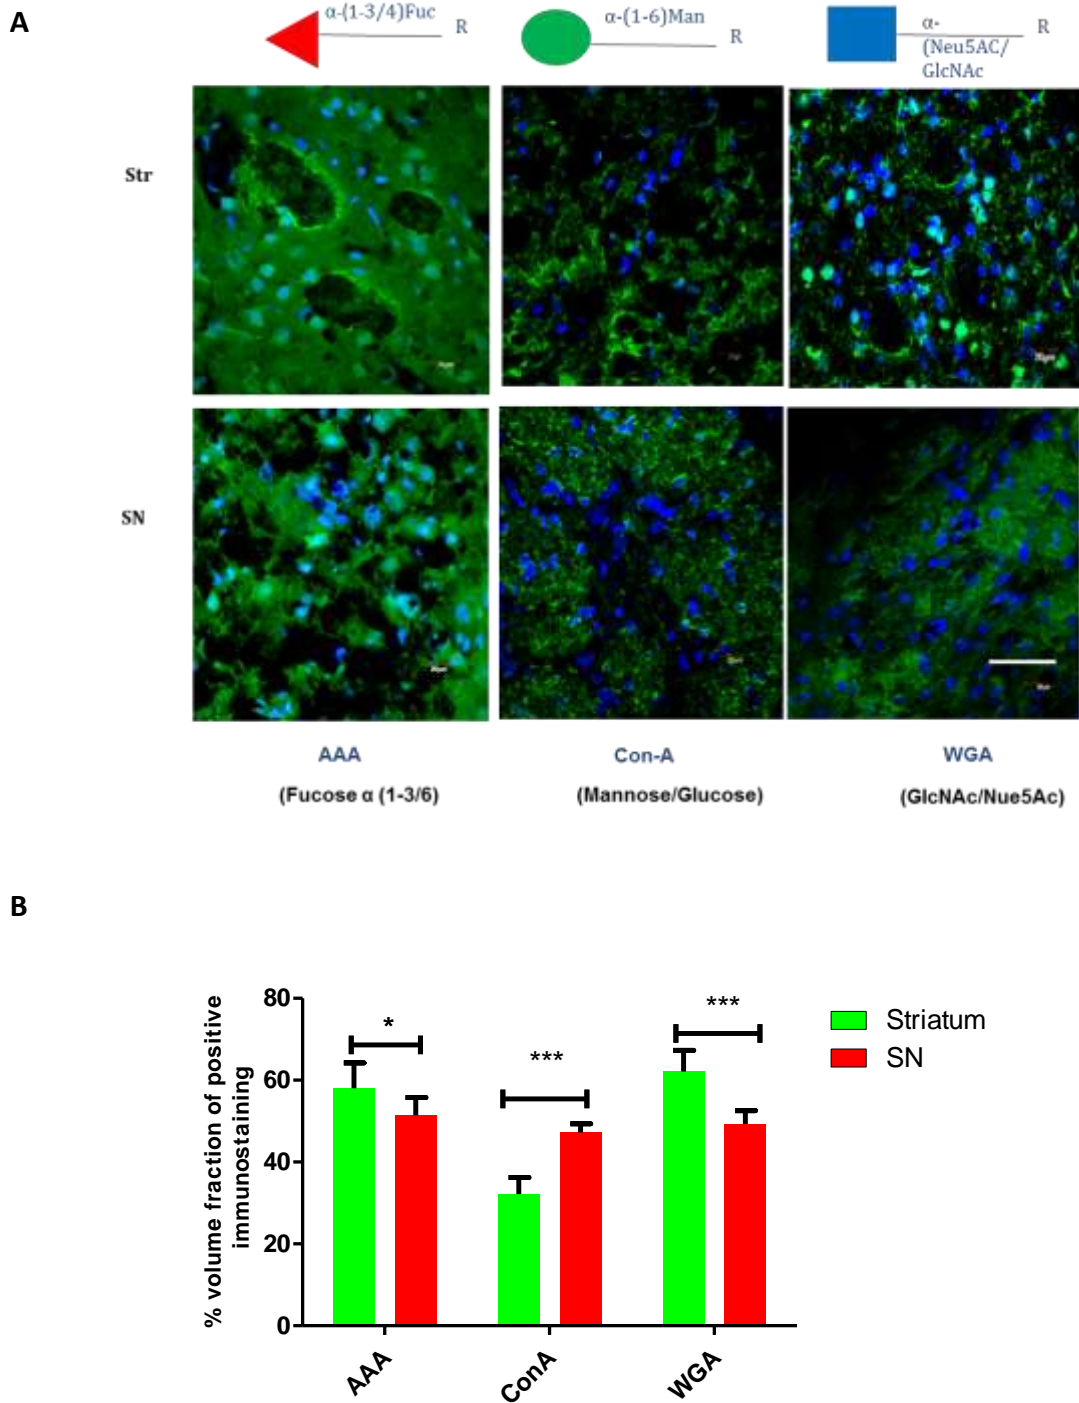 A
α-(1-3/4)Fuc
R
α-(1-6)Man
R
α-
(Neu5AC/
GlcNAc
R
Str
SN
AAA
Con-A
WGA
(Fucose α (1-3/6)
(Mannose/Glucose)
(GlcNAc/Nue5Ac)
B
% volume fraction of positive
immunostaining
80
60
40
20
0
*
***
***
Striatum
SN
AAA
ConA
WGA